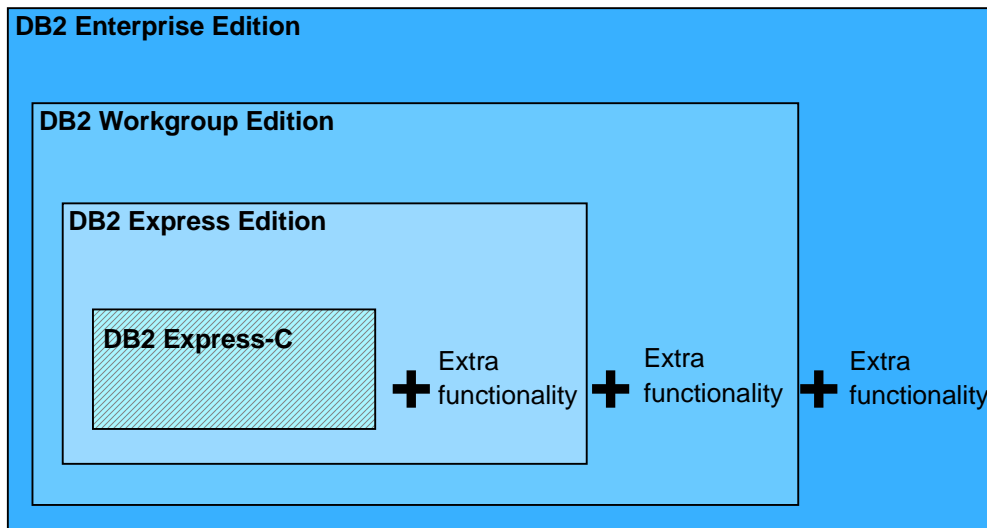 DB2 Enterprise Edition
DB2 Workgroup Edition
DB2 Express Edition
DB2 Express-C
Extra
functionality
Extra
functionality
Extra
functionality